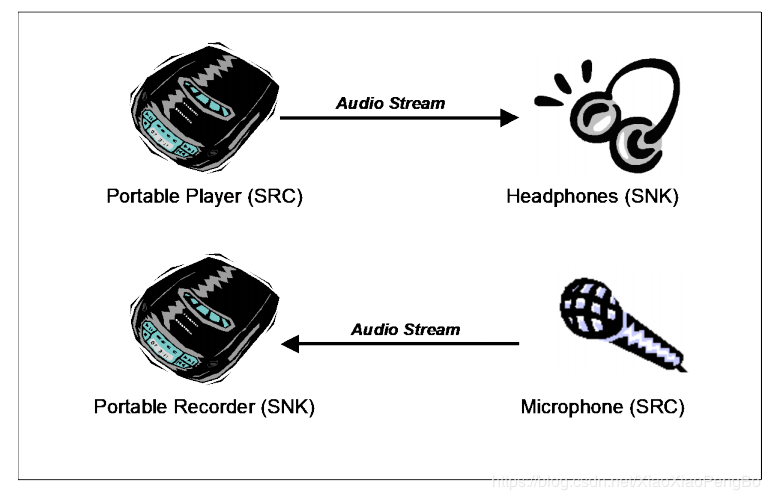 Audio Stream
Portable Player (SRC)
Headphones (SNK)
Audio Stream
Portable Recorder (SNK)
Microphone (SRC)
https://blog.csdn.net/XiaoXiaoPengBo